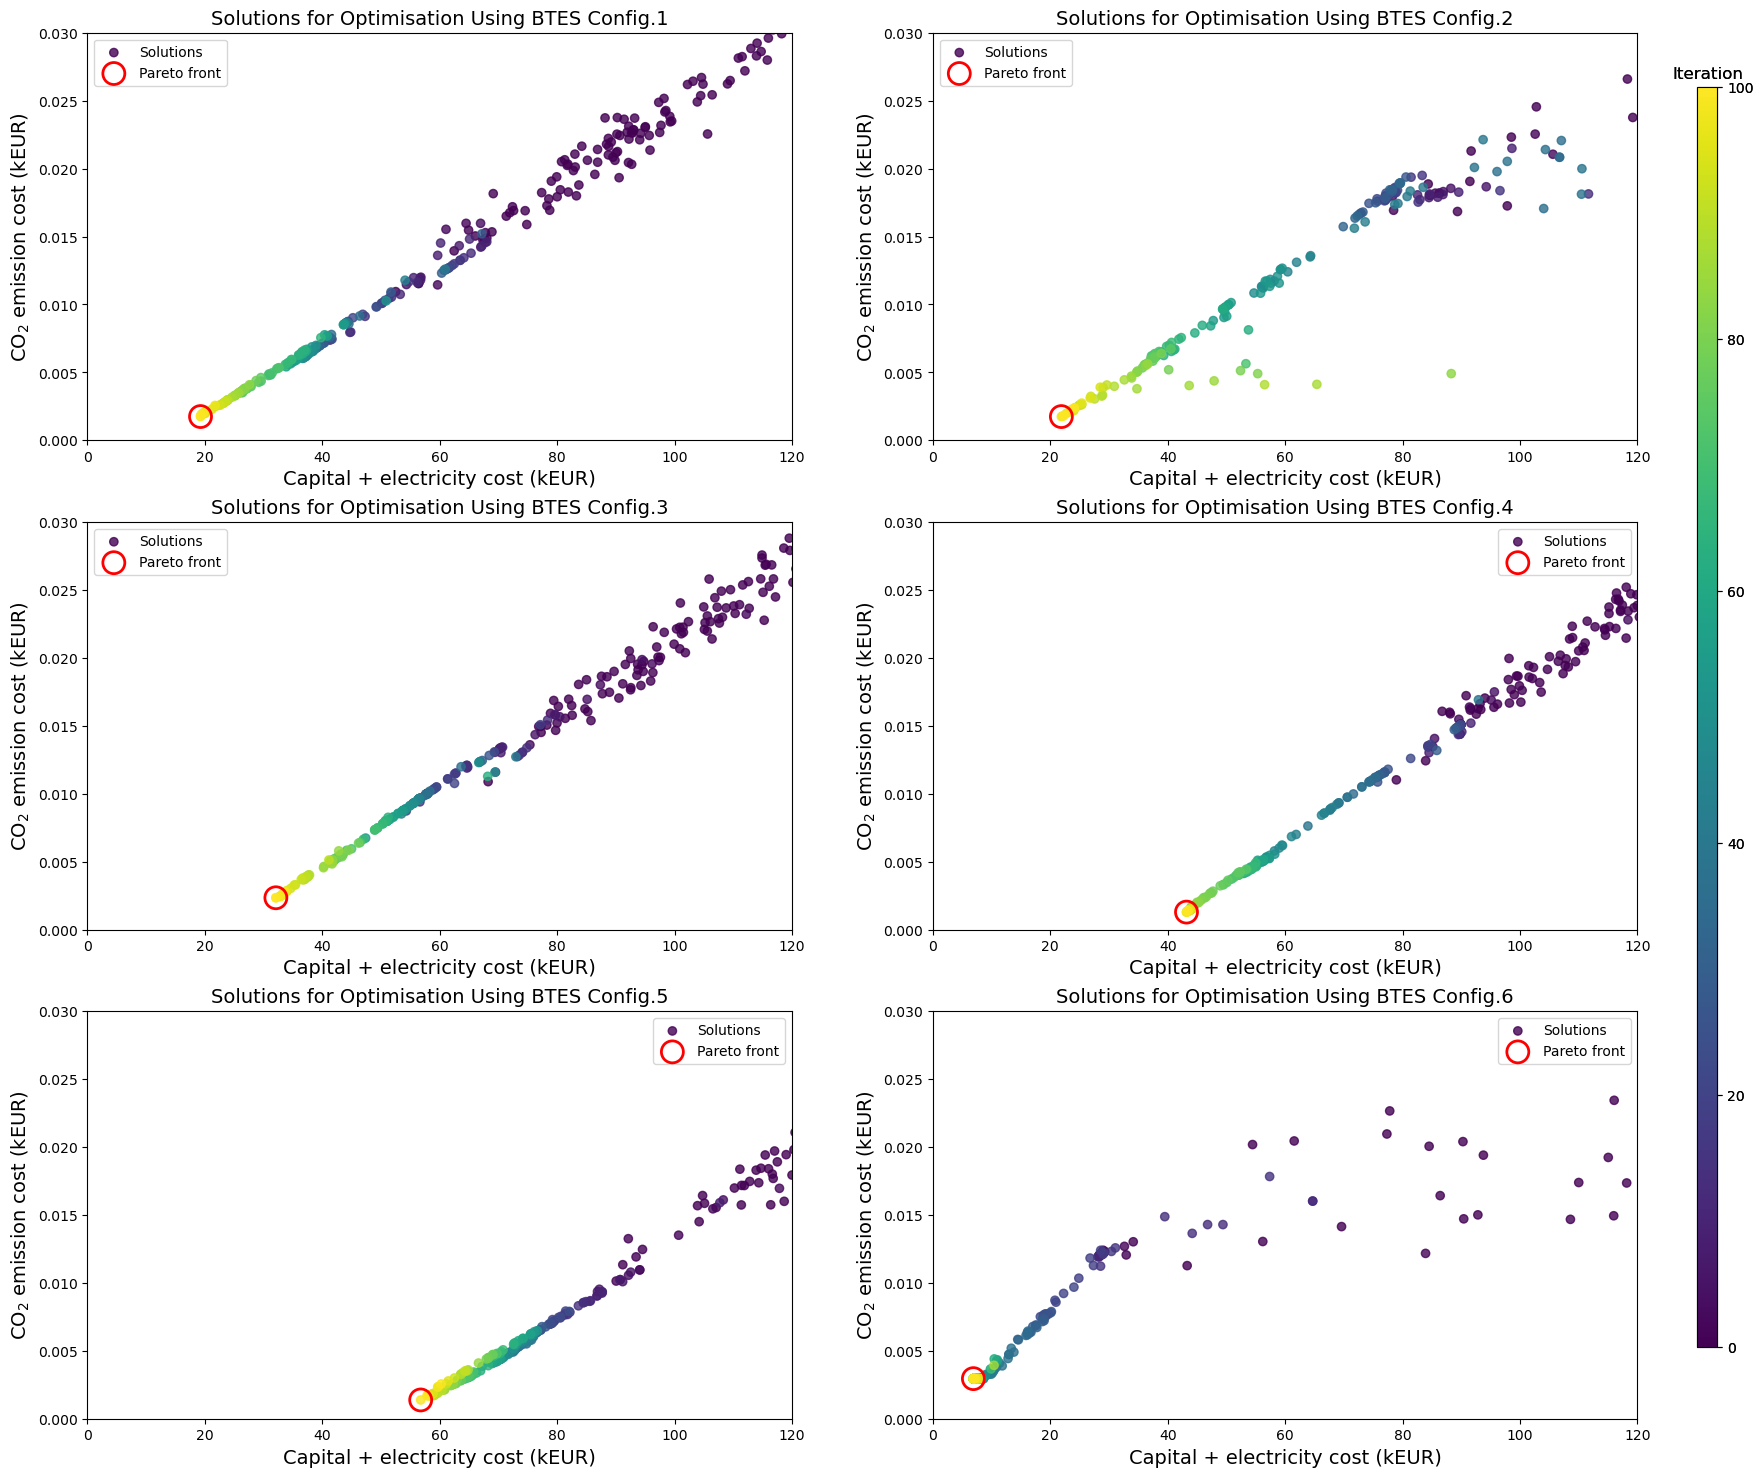 Solutions for Optimisation Using BTES Config.1
0.030
0.025
0.020
0.015
0.010
0.005
0.000
CO2 emission cost (kEUR)
Solutions
Pareto front
0 20 40 60 80 100 120
Capital + electricity cost (kEUR)
Solutions for Optimisation Using BTES Config.2
0.030
0.025
0.020
0.015
0.010
0.005
0.000
CO2 emission cost (kEUR)
Solutions
Pareto front
0 20 40 60 80 100 120
Capital + electricity cost (kEUR)
Solutions for Optimisation Using BTES Config.3
0.030
0.025
0.020
0.015
0.010
0.005
0.000
CO2 emission cost (kEUR)
Solutions
Pareto front
0 20 40 60 80 100 120
Capital + electricity cost (kEUR)
Solutions for Optimisation Using BTES Config.4
0.030
0.025
0.020
0.015
0.010
0.005
0.000
CO2 emission cost (kEUR)
Solutions
Pareto front
0 20 40 60 80 100 120
Capital + electricity cost (kEUR)
Solutions for Optimisation Using BTES Config.5
0.030
0.025
0.020
0.015
0.010
0.005
0.000
CO2 emission cost (kEUR)
Solutions
Pareto front
0 20 40 60 80 100 120
Capital + electricity cost (kEUR)
Solutions for Optimisation Using BTES Config.6
0.030
0.025
0.020
0.015
0.010
0.005
0.000
CO2 emission cost (kEUR)
Solutions
Pareto front
0 20 40 60 80 100 120
Capital + electricity cost (kEUR)
Iteration
100
80
60
40
20
0